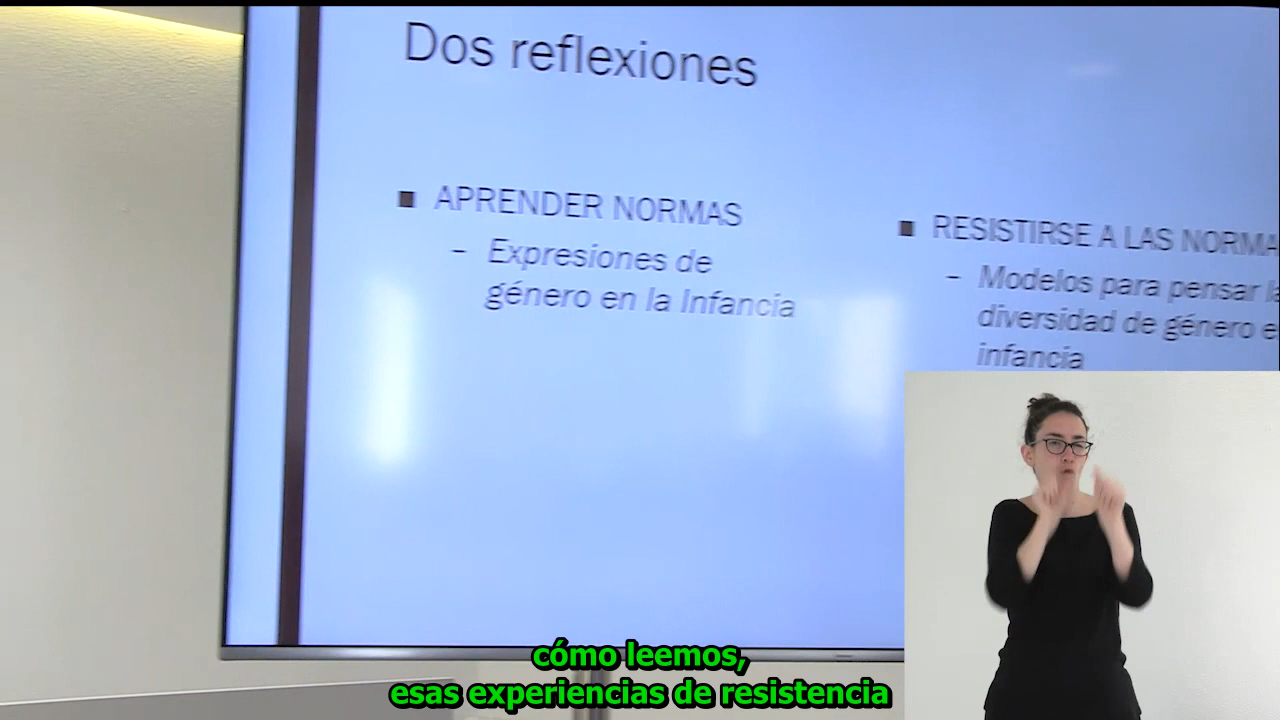 Dos reflexiones
■ APRENDER NORMAS
– Expresiones de
género en la Infancia
■ RESISTIRSE A LAS NORMA
– Modelos para pensar la
diversidad de género e
infancia
cómo leemos,
esas experiencias de resistencia